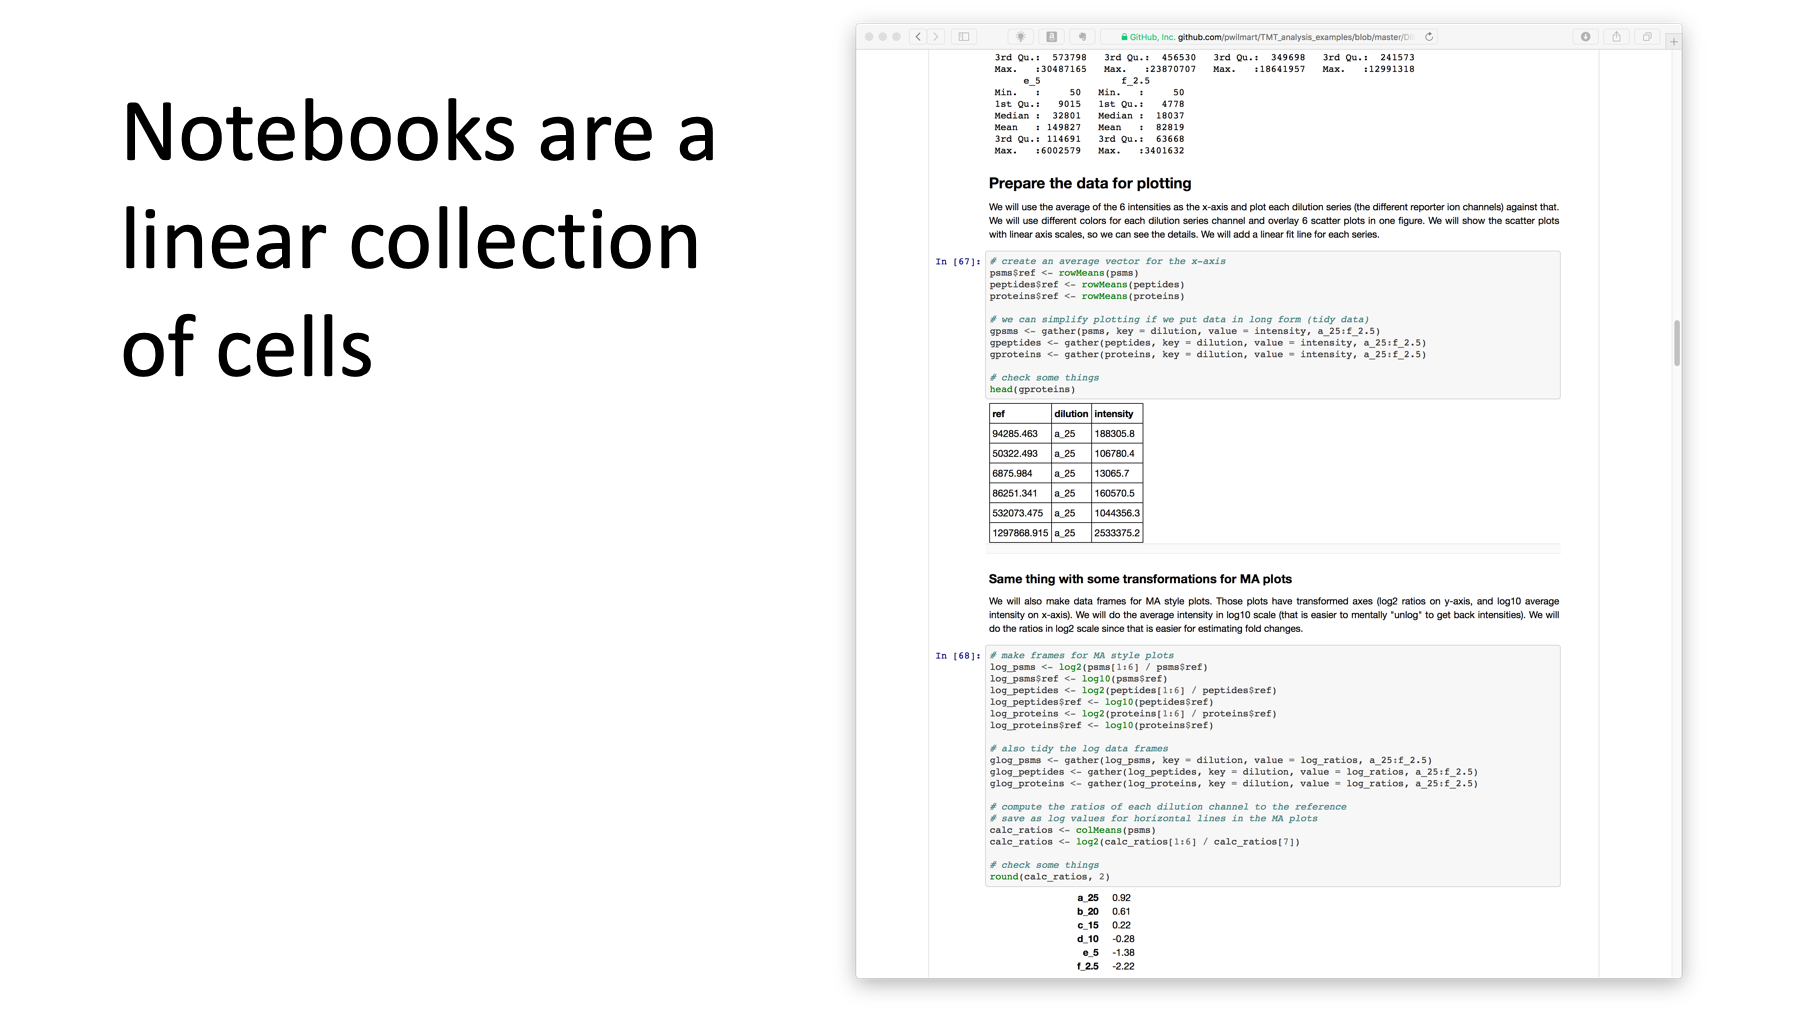 Notebooks are a
linear collection
of cells
GitHub, Inc. github.com/pwilmart/TMT_analysis_examples/blob/master/Di
3rd Qu.: 573798 3rd Qu.: 456530 3rd Qu.: 349698 3rd Qu.: 241573
Max. :30487165 Max. :23870707 Max. :18641957 Max. :12991318
e_5 f_2.5
Min. : 50 Min. : 50
1st Qu.: 9015 1st Qu.: 4778
Median : 32801 Median : 18037
Mean : 149827 Mean : 82819
3rd Qu.: 114691 3rd Qu.: 63668
Max. :6002579 Max. :3401632
Prepare the data for plotting
We will use the average of the 6 intensities as the x-axis and plot each dilution series (the different reporter ion channels) against that.
We will use different colors for each dilution series channel and overlay 6 scatter plots in one figure. We will show the scatter plots
with linear axis scales, so we can see the details. We will add a linear fit line for each series.
In [67]: # create an average vector for the x-axis
psms$ref <- rowMeans(psms)
peptides$ref <- rowMeans(peptides)
proteins$ref <- rowMeans(proteins)
# we can simplify plotting if we put data in long form (tidy data)
gpsms <- gather(psms, key = dilution, value = intensity, a_25:f_2.5)
gpeptides <- gather(peptides, key = dilution, value = intensity, a_25:f_2.5)
gproteins <- gather(proteins, key = dilution, value = intensity, a_25:f_2.5)
# check some things
head(gproteins)
ref dilution intensity
94285.463 a_25 188305.8
50322.493 a_25 106780.4
6875.984 a_25 13065.7
86251.341 a_25 160570.5
532073.475 a_25 1044356.3
1297868.915 a_25 2533375.2
Same thing with some transformations for MA plots
We will also make data frames for MA style plots. Those plots have transformed axes (log2 ratios on y-axis, and log10 average
intensity on x-axis). We will do the average intensity in log10 scale (that is easier to mentally "unlog" to get back intensities). We will
do the ratios in log2 scale since that is easier for estimating fold changes.
In [68]: # make frames for MA style plots
log_psms <- log2(psms[1:6] / psms$ref)
log_psms$ref <- log10(psms$ref)
log_peptides <- log2(peptides[1:6] / peptides$ref)
log_peptides$ref <- log10(peptides$ref)
log_proteins <- log2(proteins[1:6] / proteins$ref)
log_proteins$ref <- log10(proteins$ref)
# also tidy the log data frames
glog_psms <- gather(log_psms, key = dilution, value = log_ratios, a_25:f_2.5)
glog_peptides <- gather(log_peptides, key = dilution, value = log_ratios, a_25:f_2.5)
glog_proteins <- gather(log_proteins, key = dilution, value = log_ratios, a_25:f_2.5)
# compute the ratios of each dilution channel to the reference
# save as log values for horizontal lines in the MA plots
calc_ratios <- colMeans(psms)
calc_ratios <- log2(calc_ratios[1:6] / calc_ratios[7])
# check some things
round(calc_ratios, 2)
a_25 0.92
b_20 0.61
c_15 0.22
d_10 -0.28
e_5 -1.38
f_2.5 -2.22